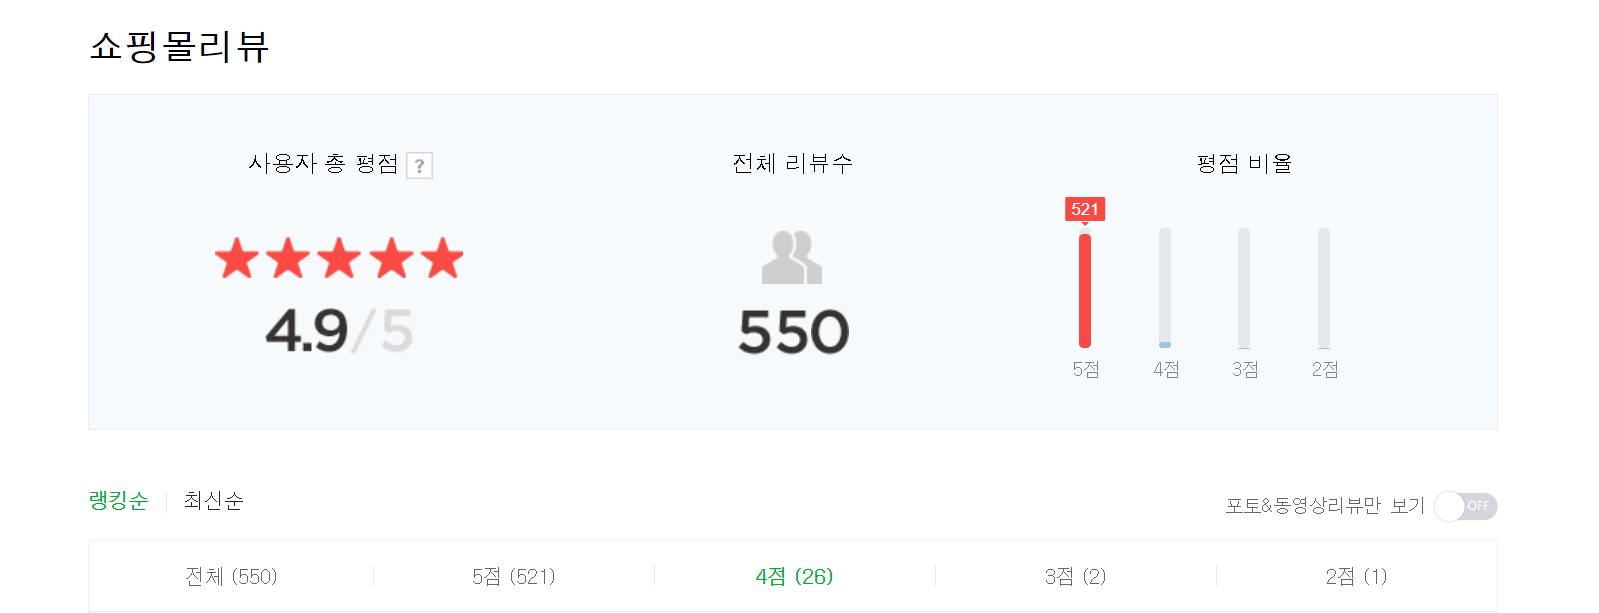 쇼핑몰리뷰
사용자 총 평점 ?
전체 리뷰수
평점 비율
521
4.9/5
550
5점 4점 3점 2점
랭킹순 최신순
포토&동영상리뷰만 보기 OFF
전체 (550) 5점 (521) 4점 (26) 3점 (2) 2점 (1)